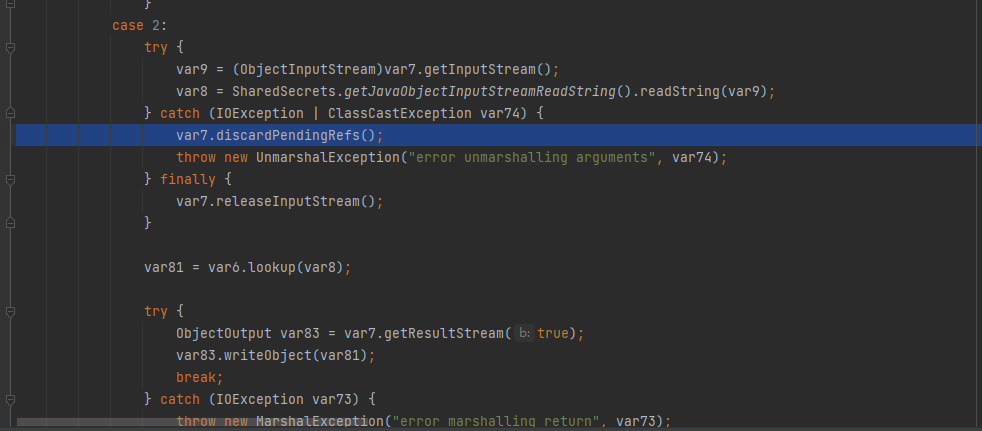 }
case 2:
try {
var9 = (ObjectInputStream)var7.getInputStream();
var8 = SharedSecrets.getJavaObjectInputStreamReadString().readString(var9);
} catch (IOException | ClassCastException var74) {
var7.discardPendingRefs();
throw new UnmarshalException("error unmarshalling arguments", var74);
} finally {
var7.releaseInputStream();
}
var81 = var6.lookup(var8);
try {
ObjectOutput var83 = var7.getResultStream( b: true);
var83.writeObject(var81);
break;
} catch (IOException var73) {
throw new MarshalException("error marshalling return", var73);